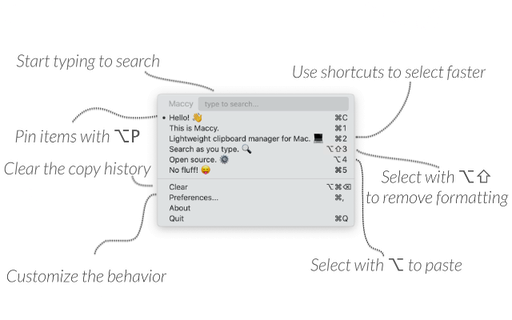 Start typing to search
Use shortcuts to select faster
Maccy type to search...
• Hello! 👋 ⌘C
This is Maccy. ⌘1
Lightweight clipboard manager for Mac. 💻 ⌘2
Search as you type. 🔍 ⌥⇧3
Open source. ⌥4
No fluff! 😝 ⌘5
Clear ⌥⌘⌫
Preferences... ⌘,
About
Quit ⌘Q
Pin items with ⌥P
Clear the copy history
Select with ⌥⇧
to remove formatting
Select with ⌥ to paste
Customize the behavior